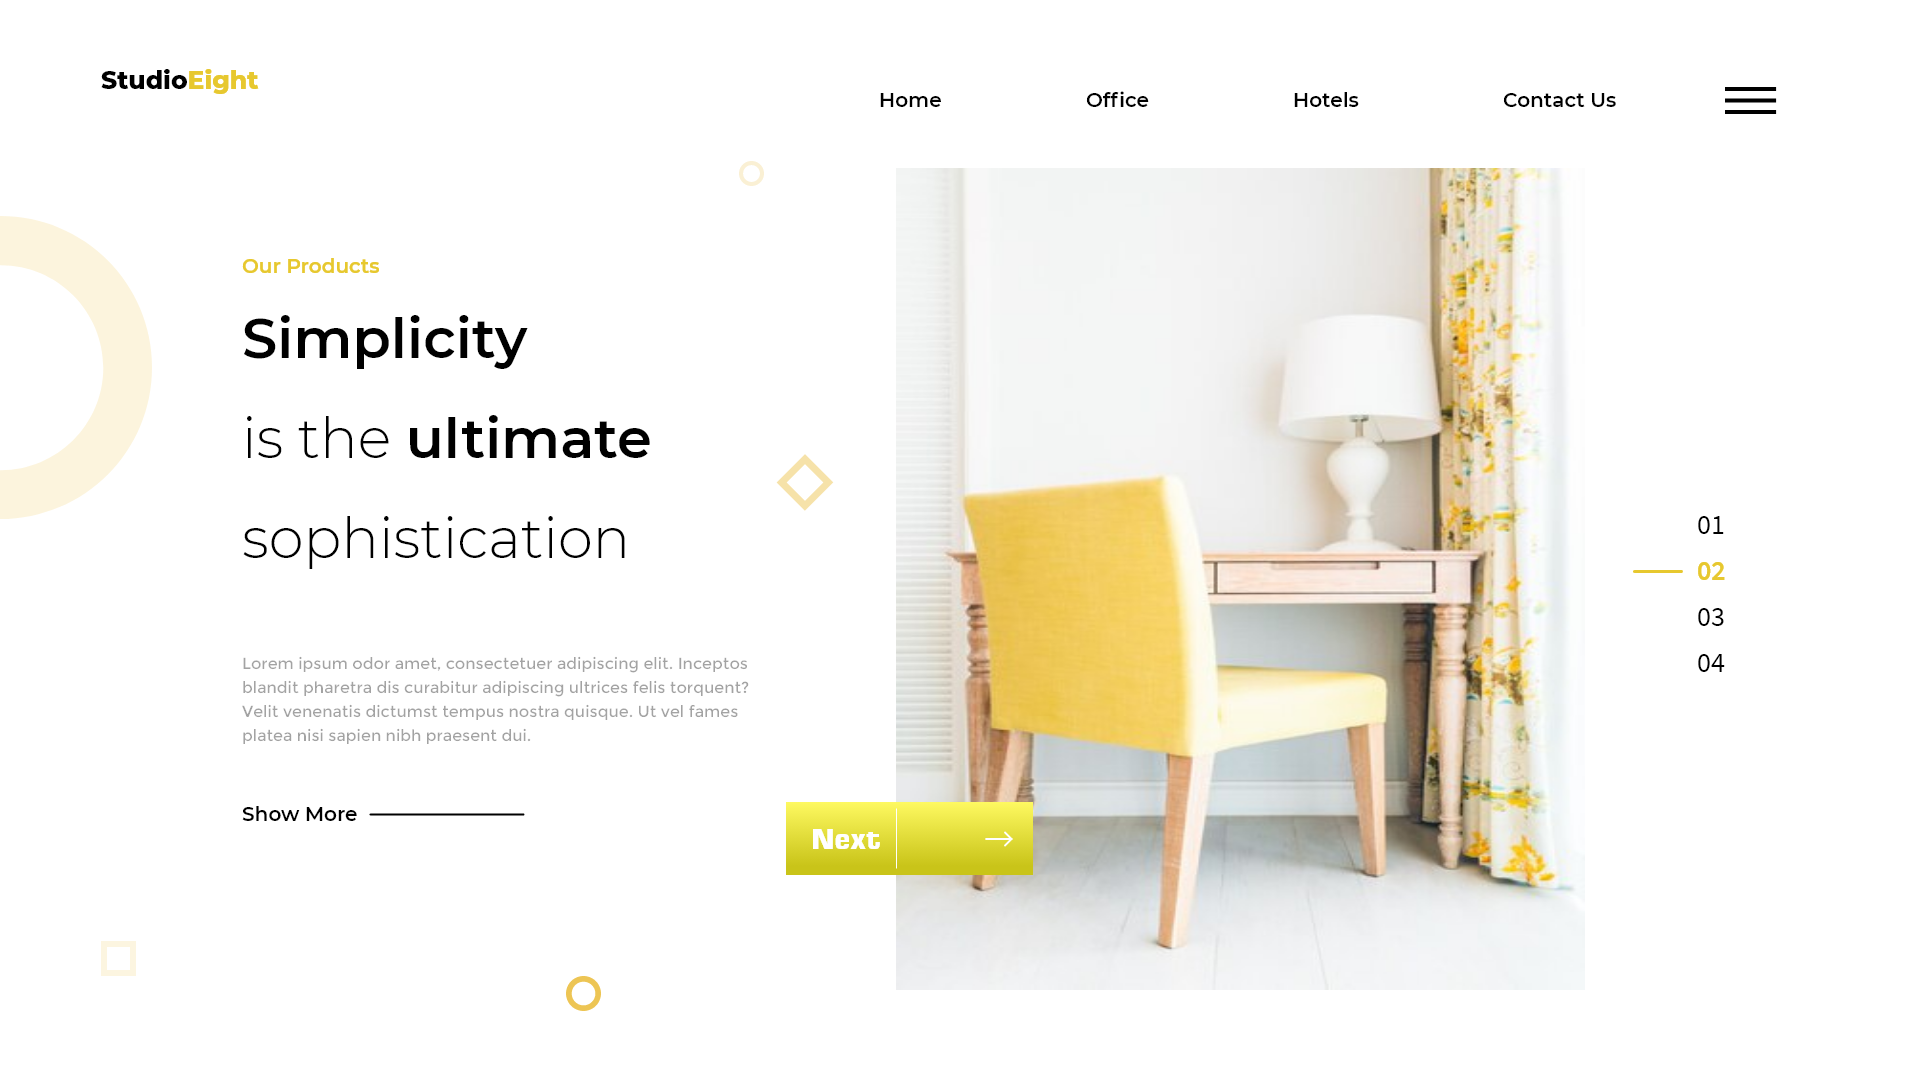 StudioEight
Home
Office
Hotels
Contact Us
Our Products
Simplicity
is the ultimate
sophistication
Lorem ipsum odor amet, consectetuer adipiscing elit. Inceptos
blandit pharetra dis curabitur adipiscing ultrices felis torquent?
Velit venenatis dictumst tempus nostra quisque. Ut vel fames
platea nisi sapien nibh praesent dui.
Show More
Next
01
02
03
04